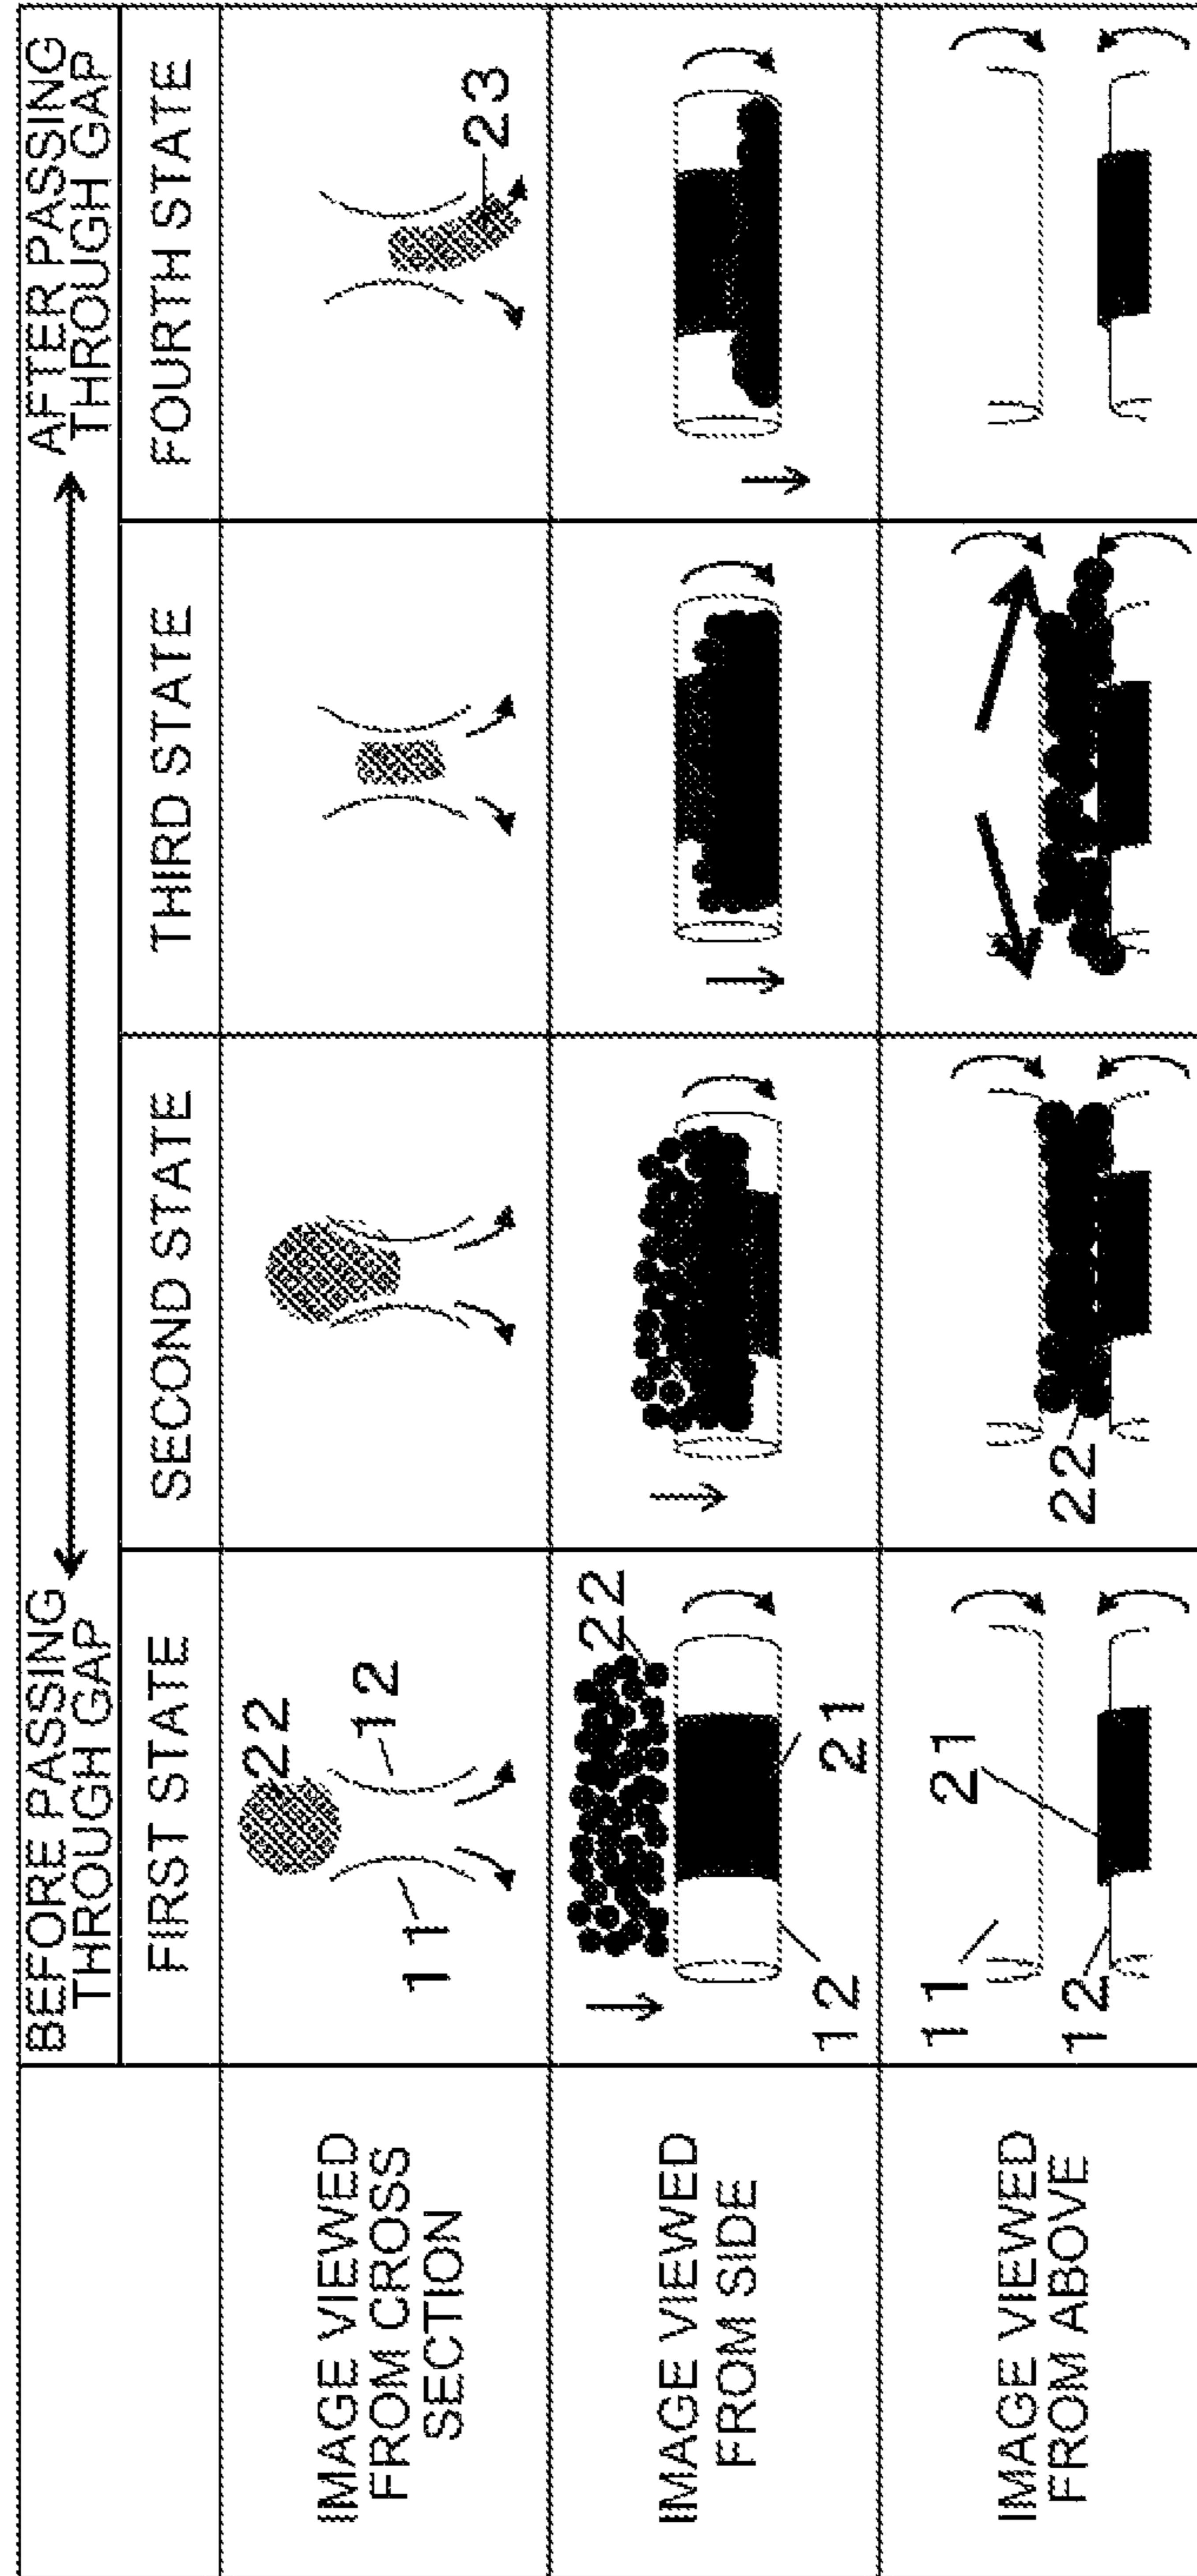 BEFORE PASSING
THROUGH GAP
AFTER PASSING
THROUGH GAP
FIRST STATE
SECOND STATE
THIRD STATE
FOURTH STATE
IMAGE VIEWED
FROM CROSS
SECTION
22
11
12
23
IMAGE VIEWED
FROM SIDE
22
12
21
IMAGE VIEWED
FROM ABOVE
11
21
12
22